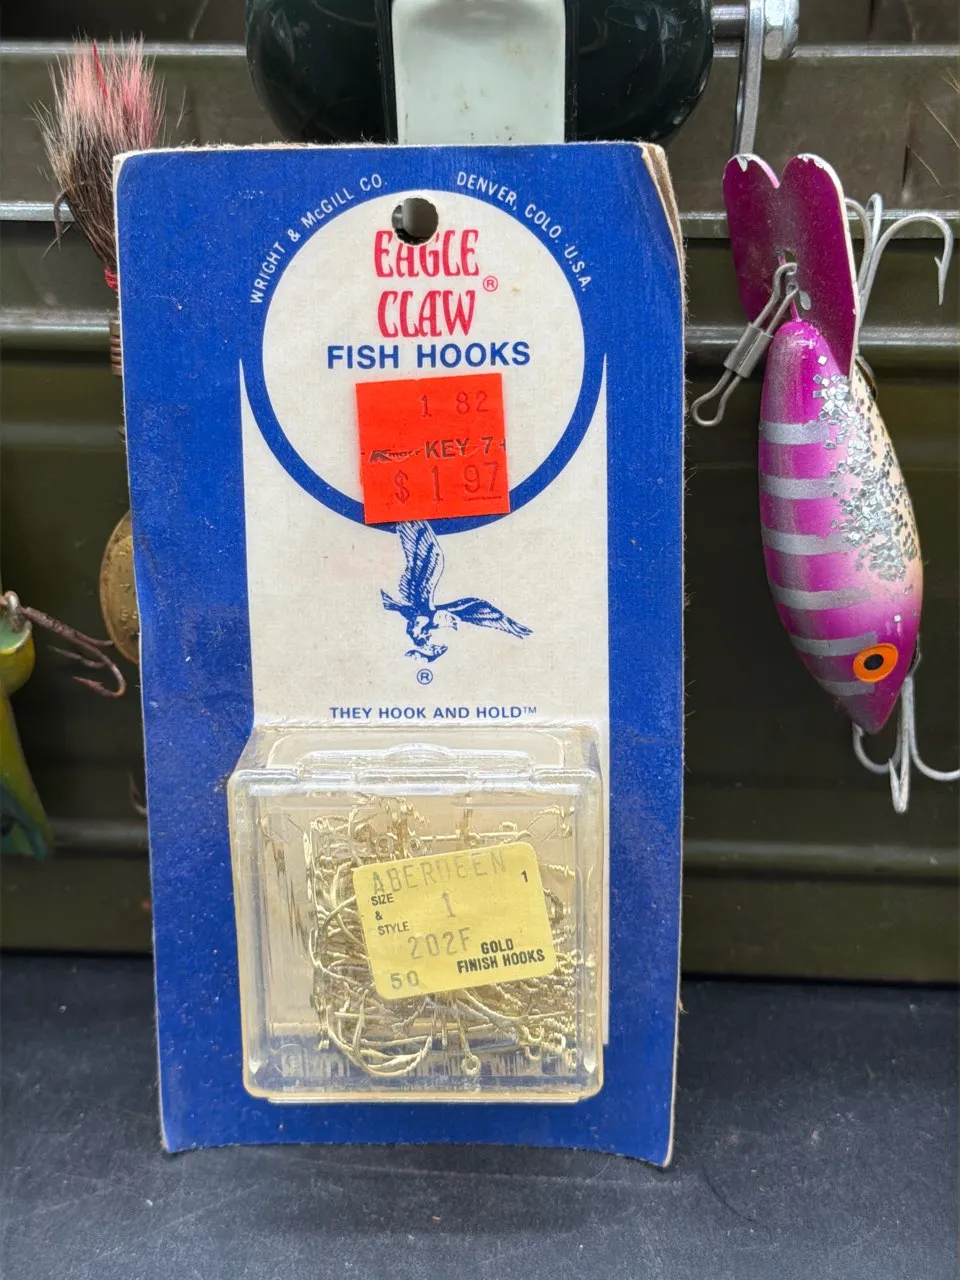 WRIGHT & McGILL CO. DENVER, COLO. U.S.A.
EAGLE
CLAW®
FISH HOOKS
1 82
Kmart KEY 7
$1 97
®
THEY HOOK AND HOLD™
ABERDEEN 1
SIZE
& 1
STYLE
202F GOLD
FINISH HOOKS
50